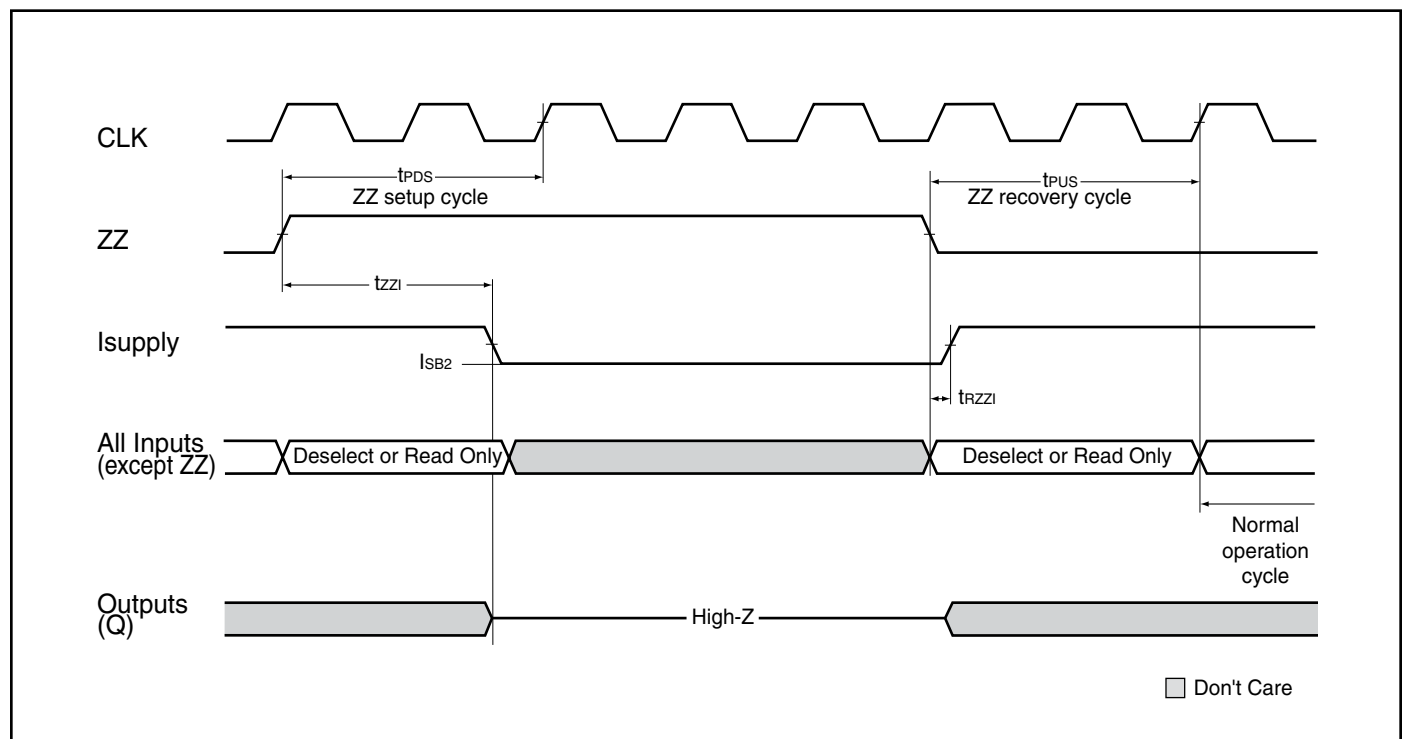 CLK
tPDS
ZZ setup cycle
tPUS
ZZ recovery cycle
ZZ
tZZI
Isupply
ISB2
tRZZI
All Inputs
(except ZZ)
Deselect or Read Only
Deselect or Read Only
Normal
operation
cycle
Outputs
(Q)
High-Z
Don't Care